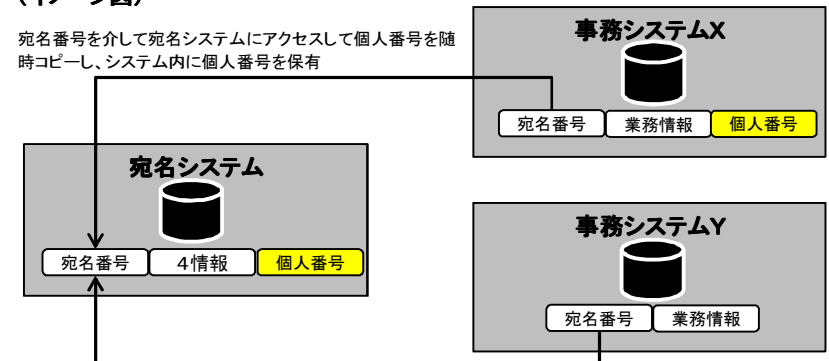 (イメージ図)
宛名番号を介して宛名システムにアクセスして個人番号を随
時コピーし、システム内に個人番号を保有
事務システムX
宛名番号 業務情報 個人番号
宛名システム
宛名番号 4情報 個人番号
事務システムY
宛名番号 業務情報